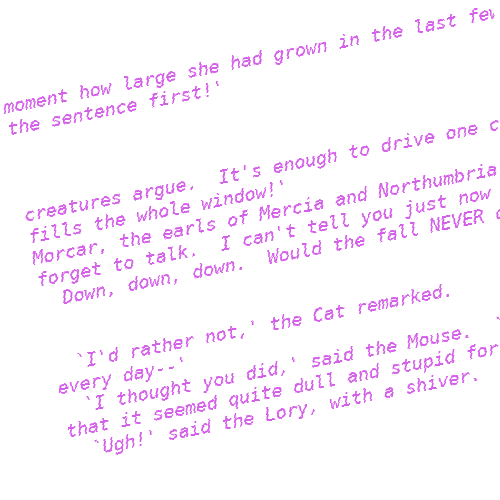 moment how large she had grown in the last few
the sentence first!'
creatures argue.  It's enough to drive one
fills the whole window!'
Morcar, the earls of Mercia and Northumbria
forget to talk.  I can't tell you just now
Down, down, down.  Would the fall NEVER
`I'd rather not,' the Cat remarked.
every day--'
`I thought you did,' said the Mouse.  `
that it seemed quite dull and stupid for
`Ugh!' said the Lory, with a shiver.